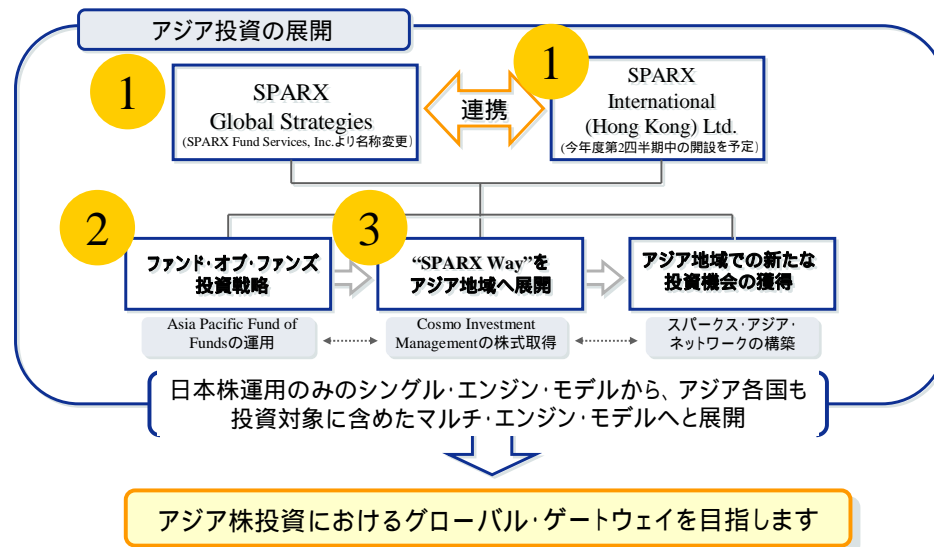 アジア投資の展開
1
SPARX
Global Strategies
(SPARX Fund Services, Inc.より名称変更)
連携
1
SPARX
International
(Hong Kong) Ltd.
(今年度第2四半期中の開設を予定)
2
ファンド・オブ・ファンズ
投資戦略
3
“SPARX Way”を
アジア地域へ展開
アジア地域での新たな
投資機会の獲得
Asia Pacific Fund of
Fundsの運用
Cosmo Investment
Managementの株式取得
スパークス・アジア・
ネットワークの構築
日本株運用のみのシングル・エンジン・モデルから、アジア各国も
投資対象に含めたマルチ・エンジン・モデルへと展開
アジア株投資におけるグローバル・ゲートウェイを目指します